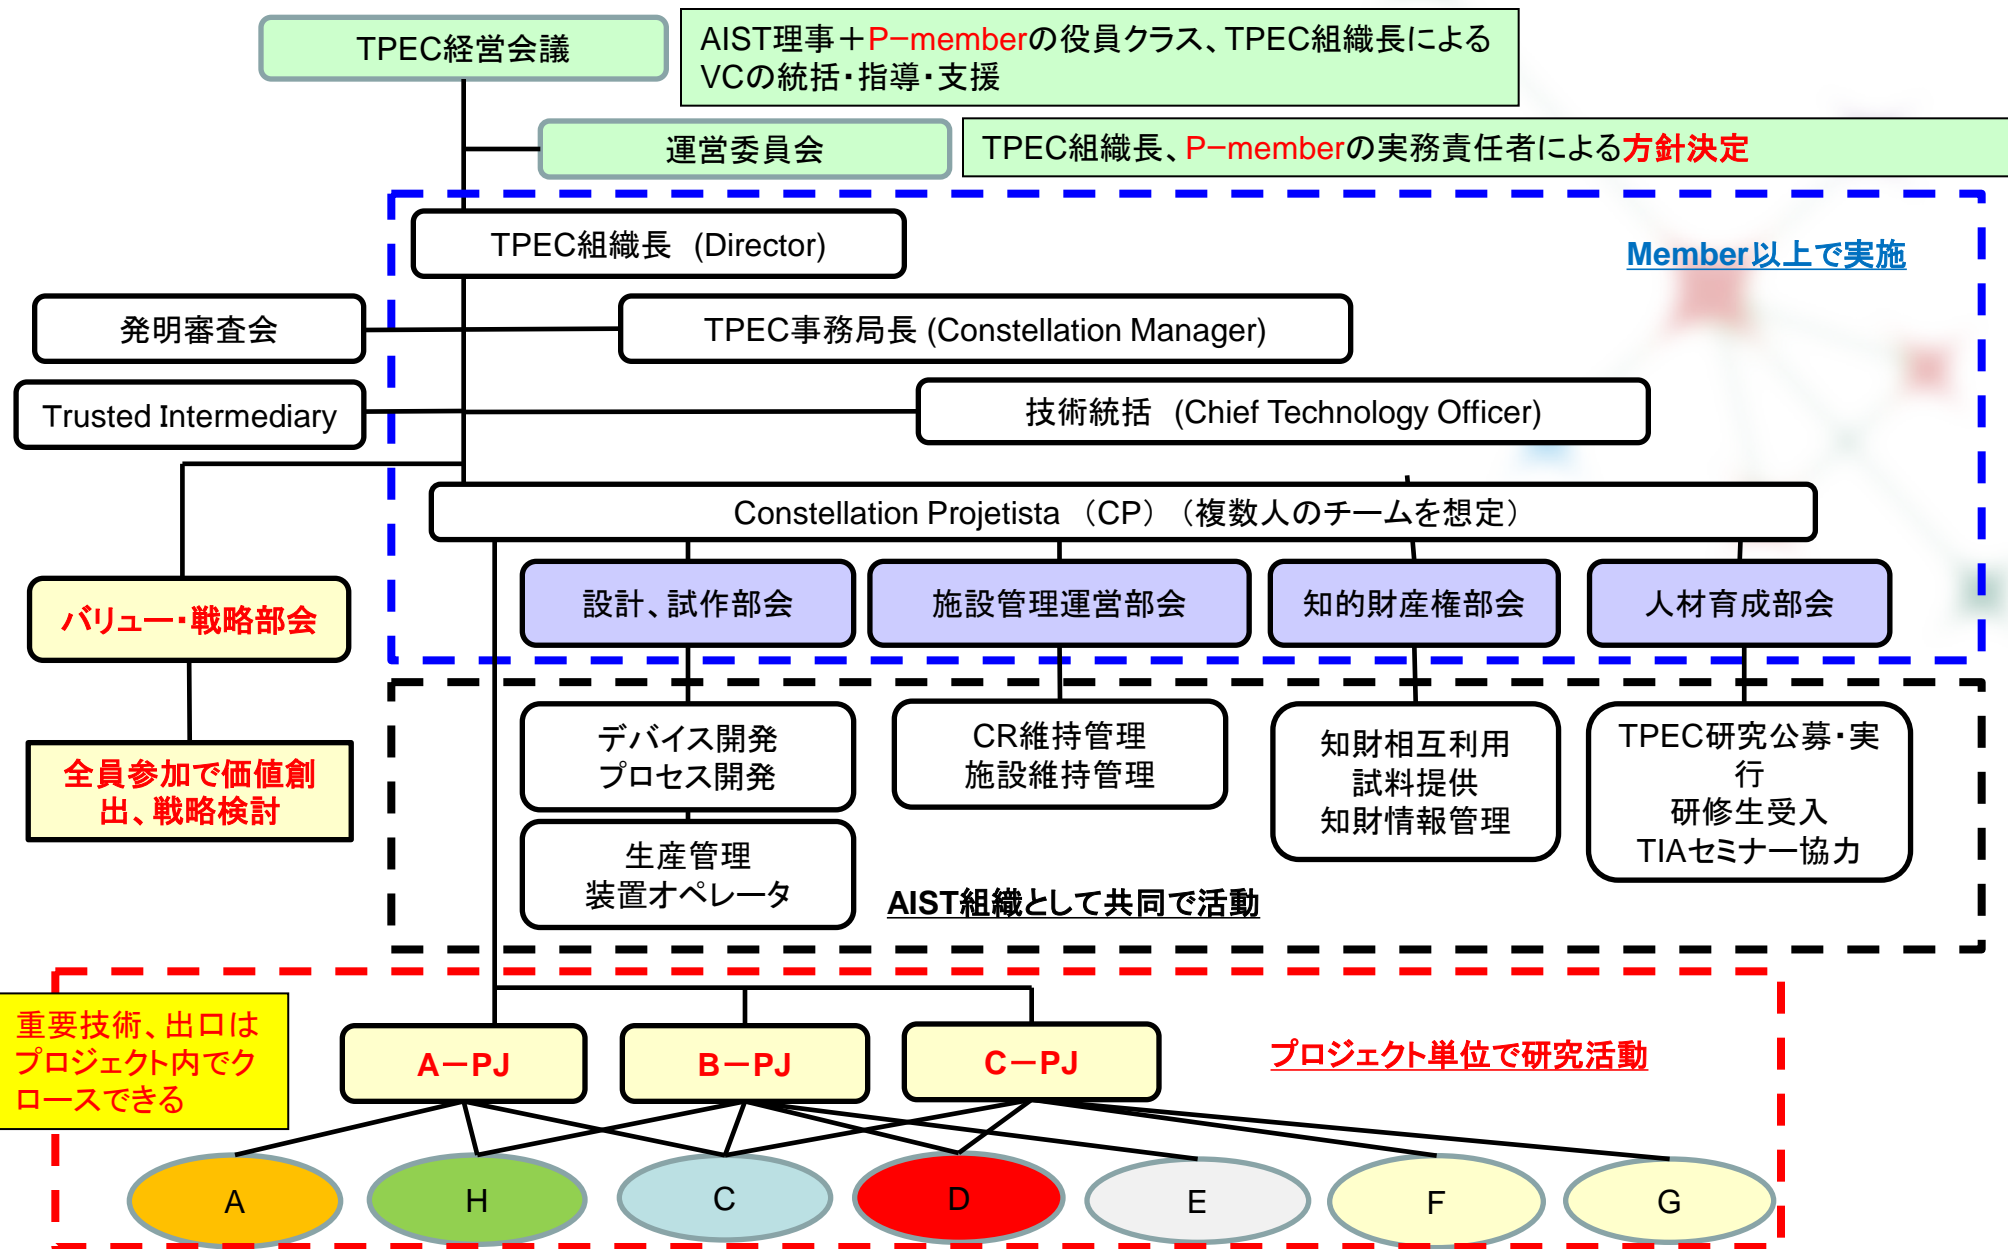 TPEC経営会議
AIST理事＋P−memberの役員クラス、TPEC組織長による
VCの統括・指導・支援
運営委員会
TPEC組織長、P−memberの実務責任者による方針決定
TPEC組織長 (Director)
Member以上で実施
発明審査会
TPEC事務局長 (Constellation Manager)
Trusted Intermediary
技術統括 (Chief Technology Officer)
Constellation Projetista （CP）（複数人のチームを想定）
バリュー・戦略部会
設計、試作部会
施設管理運営部会
知的財産権部会
人材育成部会
全員参加で価値創
出、戦略検討
デバイス開発
プロセス開発
CR維持管理
施設維持管理
知財相互利用
試料提供
知財情報管理
TPEC研究公募・実
行
研修生受入
TIAセミナー協力
生産管理
装置オペレータ
AIST組織として共同で活動
重要技術、出口は
プロジェクト内でク
ロースできる
A－PJ
B－PJ
C－PJ
プロジェクト単位で研究活動
A
H
C
D
E
F
G